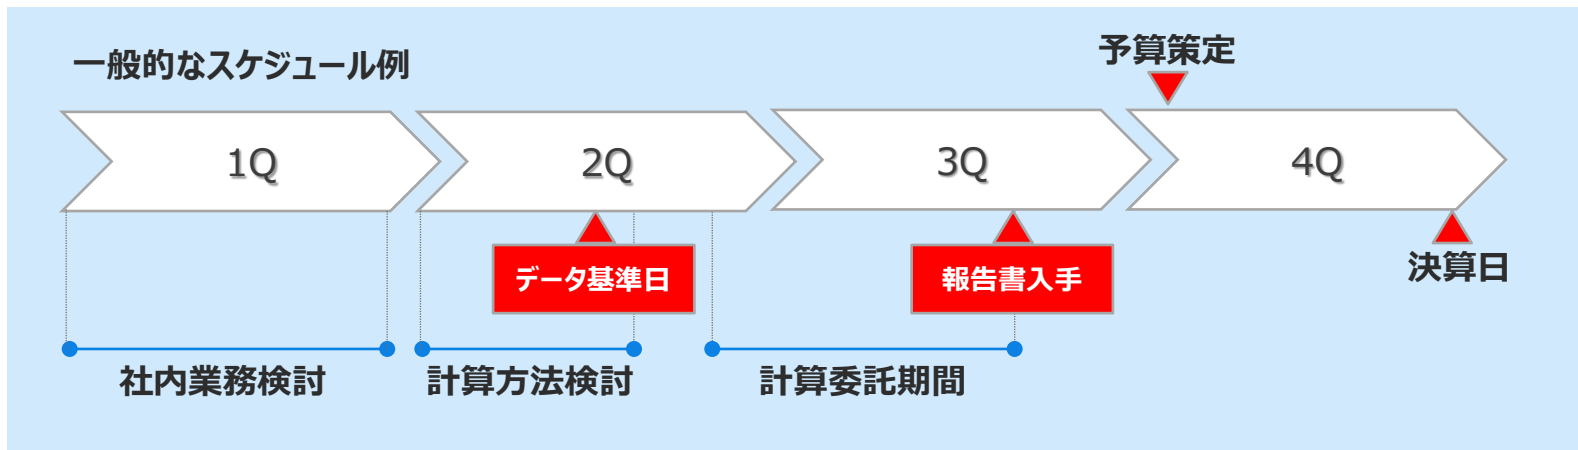 一般的なスケジュール例
予算策定
1Q
2Q
3Q
4Q
データ基準日
報告書入手
決算日
社内業務検討
計算方法検討
計算委託期間